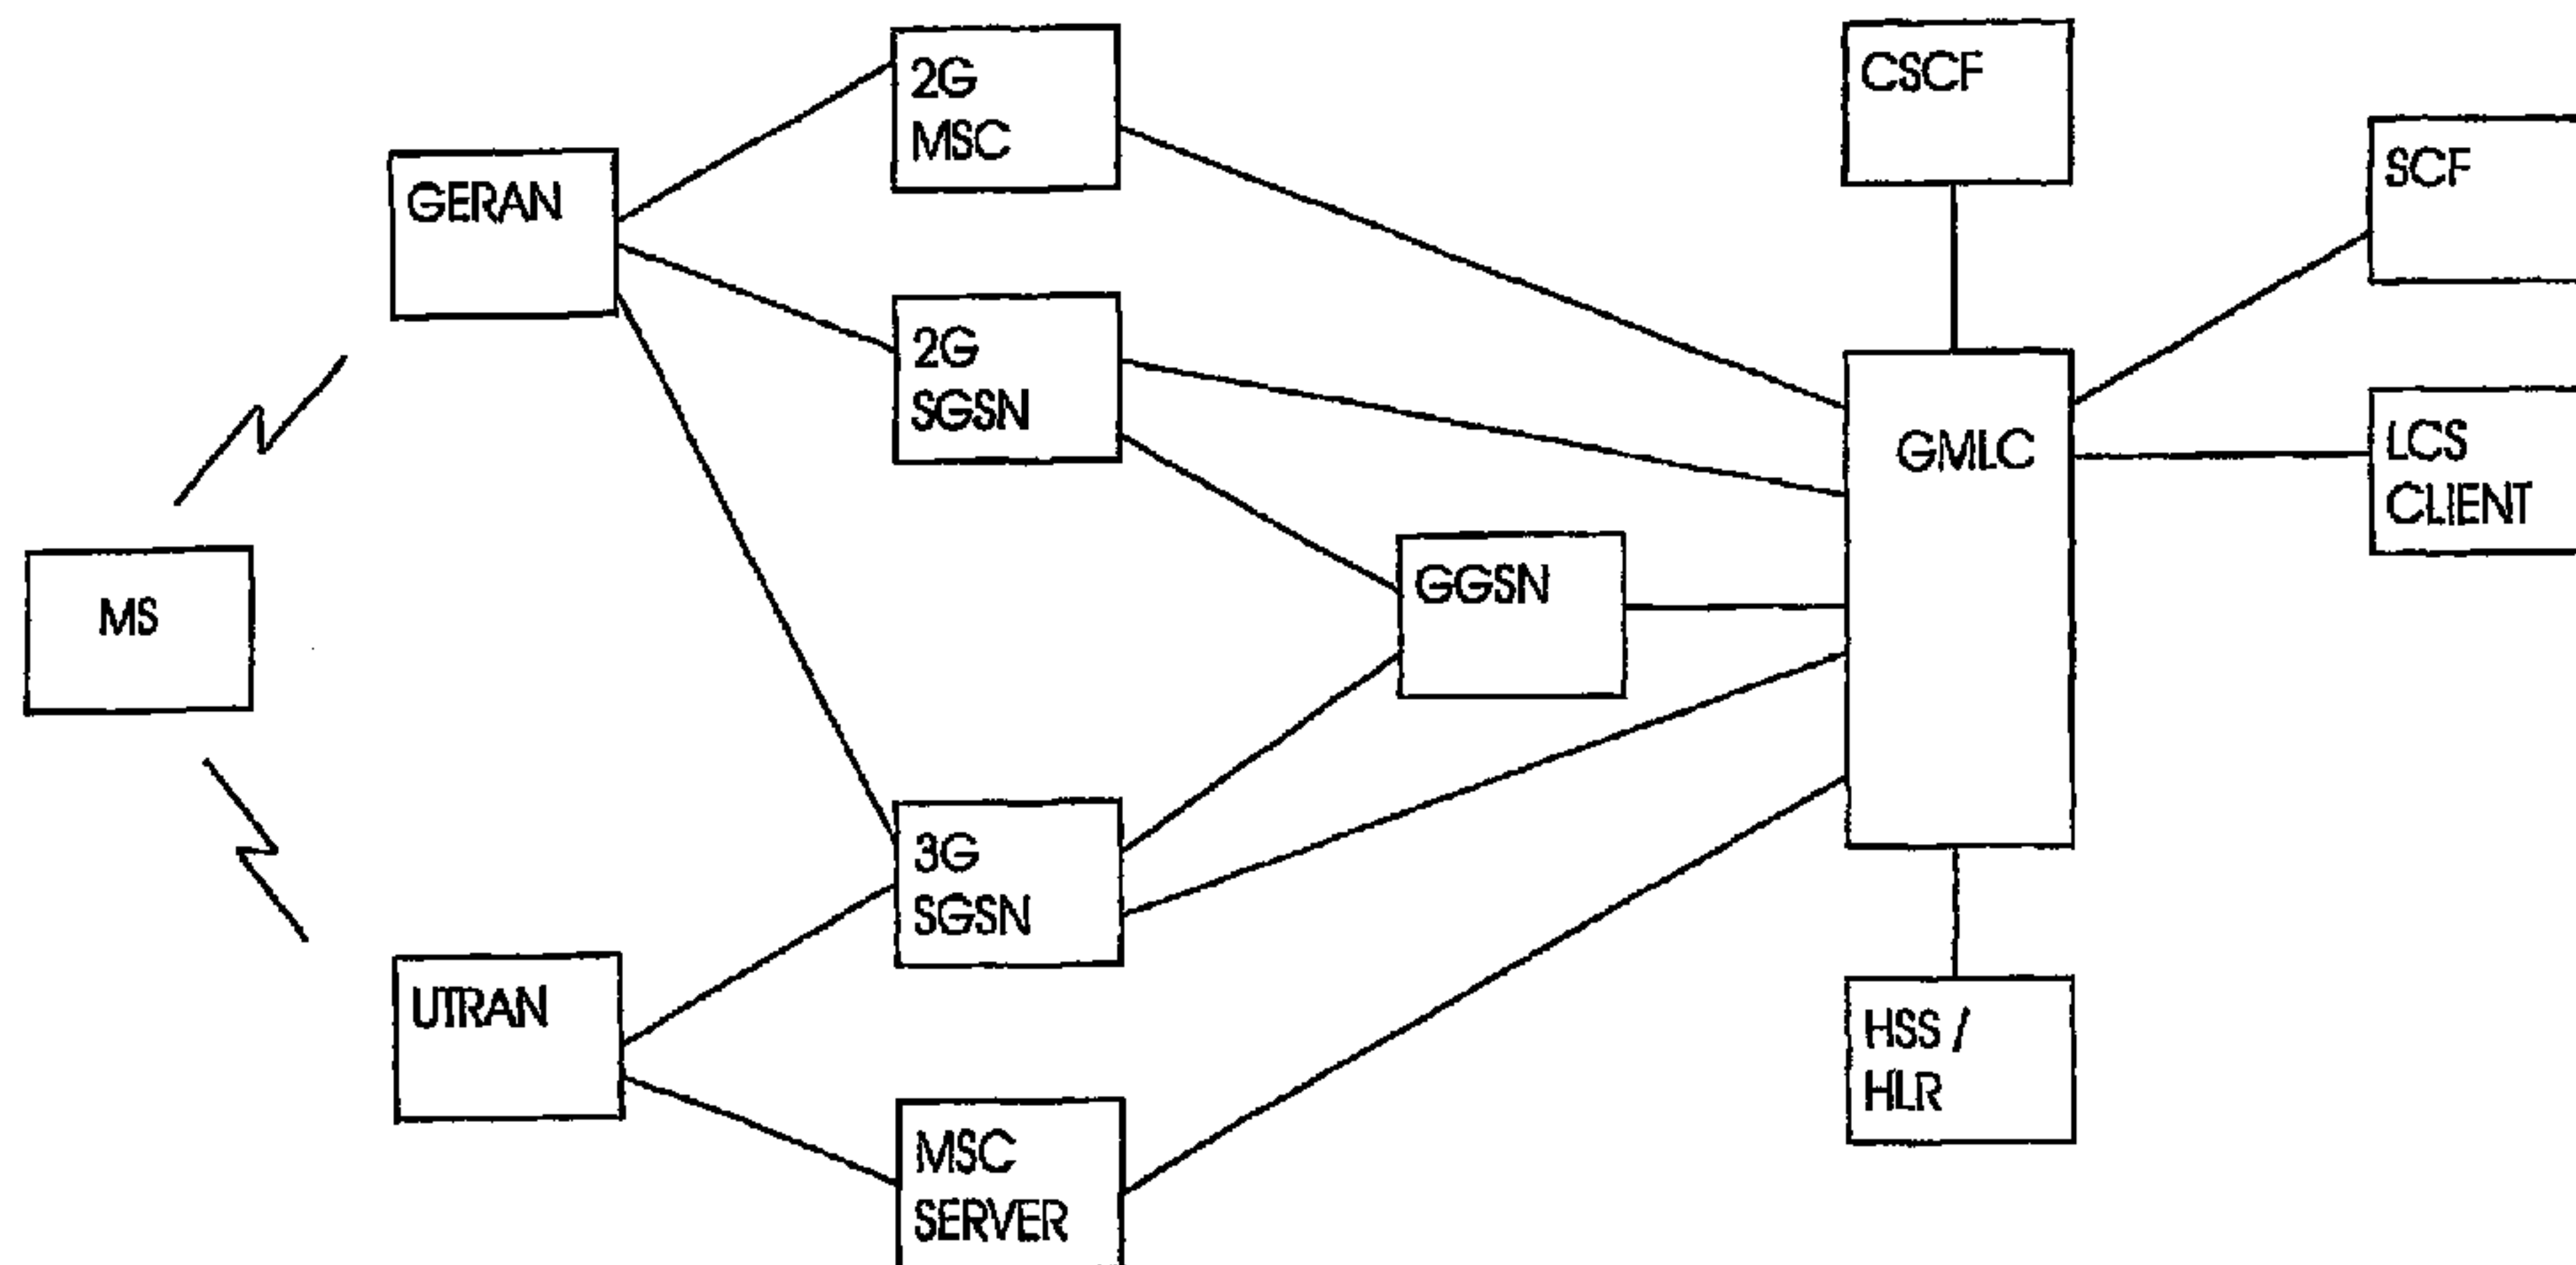 2G
MSC
CSCF
SCF
GERAN
2G
SGSN
GMLC
LCS
CLIENT
GGSN
MS
3G
SGSN
UTRAN
HSS /
HLR
MSC
SERVER